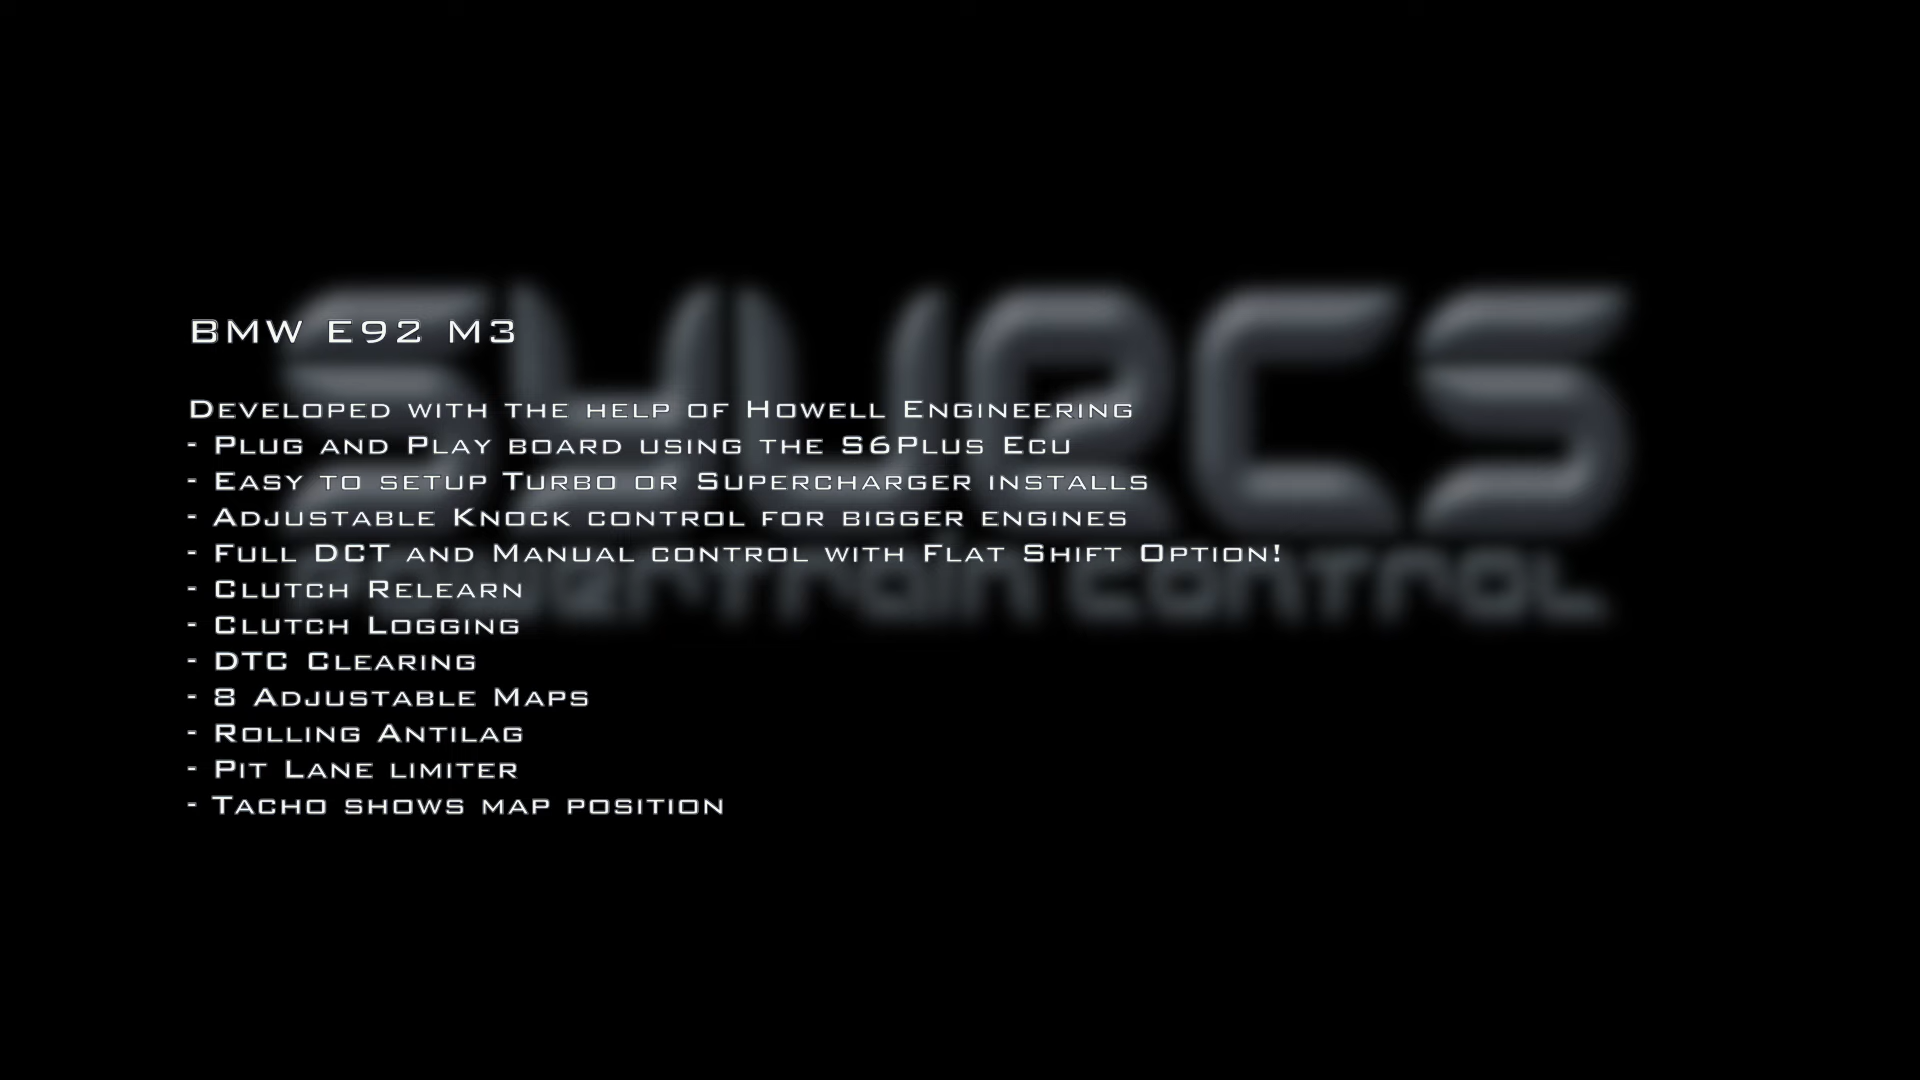 BMW E92 M3
Developed with the help of Howell Engineering
- Plug and Play board using the S6Plus Ecu
- Easy to setup Turbo or Supercharger installs
- Adjustable Knock control for bigger engines
- Full DCT and Manual control with Flat Shift Option!
- Clutch Relearn
- Clutch Logging
- DTC Clearing
- 8 Adjustable Maps
- Rolling Antilag
- Pit Lane limiter
- Tacho shows map position
Powertrain Control